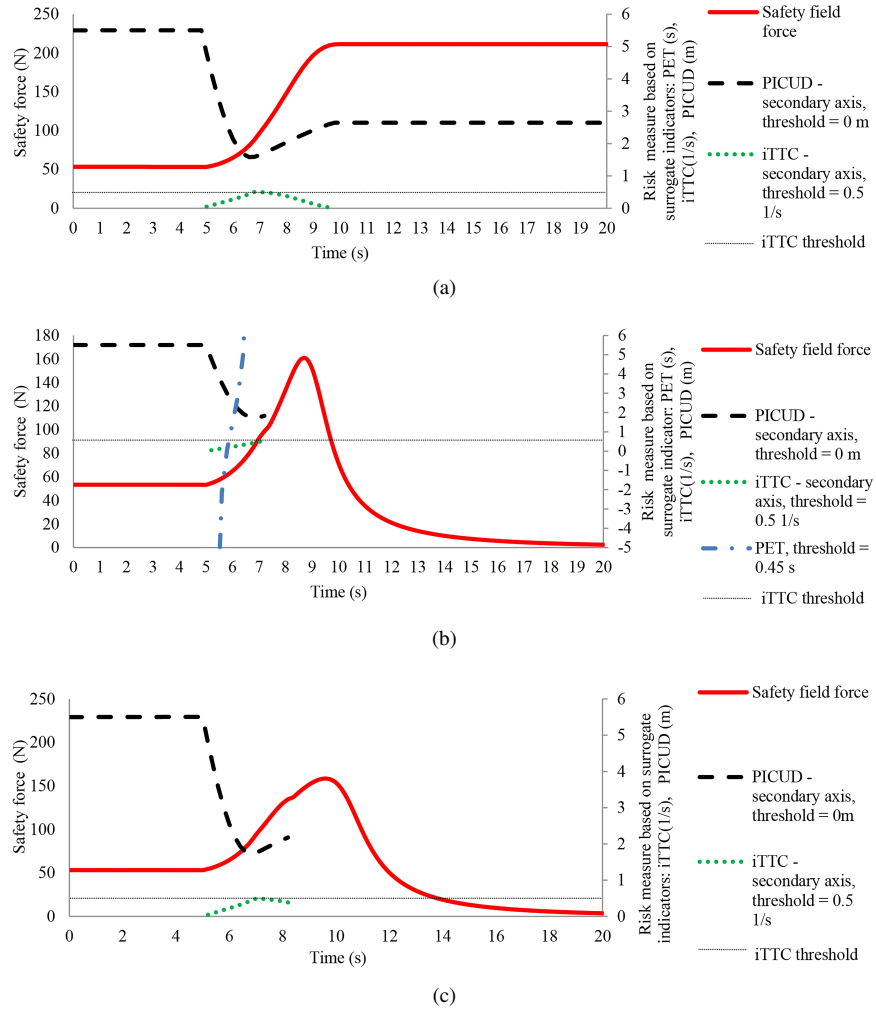 250
200
150
100
50
0
Safety force (N)
0 1 2 3 4 5 6 7 8 9 10 11 12 13 14 15 16 17 18 19 20
Time (s)
6
5
4
3
2
1
0
Risk measure based on
surrogate indicators: PET (s),
iTTC(1/s), PICUD (m)
Safety field
force
PICUD -
secondary axis,
threshold = 0 m
iTTC -
secondary axis,
threshold = 0.5
1/s
iTTC threshold
(a)
180
160
140
120
100
80
60
40
20
0
Safety force (N)
0 1 2 3 4 5 6 7 8 9 10 11 12 13 14 15 16 17 18 19 20
Time (s)
6
5
4
3
2
1
0
-1
-2
-3
-4
-5
Risk measure based on
surrogate indicator: PET (s),
iTTC(1/s), PICUD (m)
Safety field force
PICUD -
secondary axis,
threshold = 0 m
iTTC - secondary
axis, threshold =
0.5 1/s
PET, threshold =
0.45 s
iTTC threshold
(b)
250
200
150
100
50
0
Safety force (N)
0 2 4 6 8 10 12 14 16 18 20
Time (s)
6
5
4
3
2
1
0
Risk measure based on surrogate
indicators: iTTC(1/s), PICUD (m)
Safety field force
PICUD -
secondary axis,
threshold = 0m
iTTC -
secondary axis,
threshold = 0.5
1/s
iTTC threshold
(c)